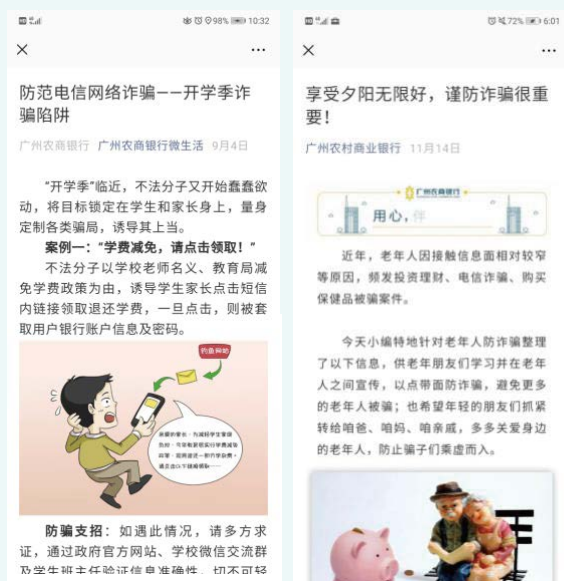 98% 10:32
防范电信网络诈骗——开学季诈
骗陷阱
广州农商银行 广州农商银行微生活 9月4日
“开学季”临近，不法分子又开始蠢蠢欲
动，将目标锁定在学生和家长身上，量身
定制各类骗局，诱导其上当。
案例一：“学费减免，请点击领取！”
不法分子以学校老师名义、教育局减
免学费政策为由，诱导学生家长点击短信
内链接领取退还学费，一旦点击，则被套
取用户银行账户信息及密码。
钓鱼网站
防骗支招：如遇此情况，请多方求
证，通过政府官方网站、学校微信交流群
及学生班主任验证信息准确性，切不可轻
72% 6:01
享受夕阳无限好，谨防诈骗很重
要！
广州农村商业银行 11月14日
广州农商银行
用心，伴
近年，老年人因接触信息面相对较窄
等原因，频发投资理财、电信诈骗、购买
保健品被骗案件。
今天小编特地针对老年人防诈骗整理
了以下信息，供老年朋友们学习并在老年
人之间宣传，以点带面防诈骗，避免更多
的老年人被骗；也希望年轻的朋友们抓紧
转给咱爸、咱妈、咱亲戚，多多关爱身边
的老年人，防止骗子们乘虚而入。